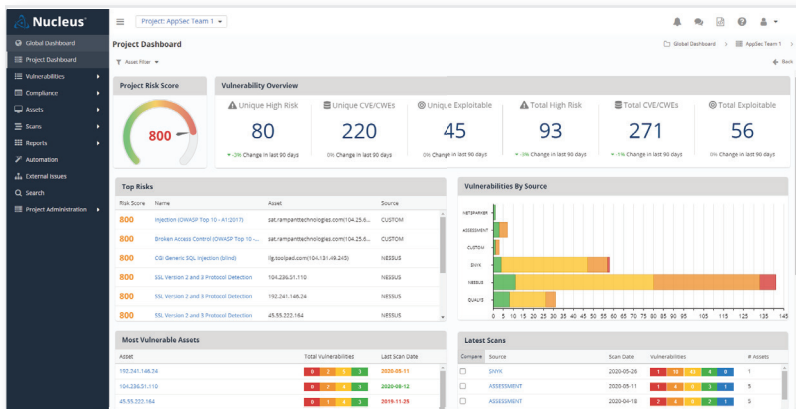 Nucleus
Project: AppSec Team 1
Global Dashboard
Project Dashboard
Vulnerabilities
Compliance
Assets
Scans
Reports
Automation
External Issues
Search
Project Administration
Project Dashboard
Global Dashboard > AppSec Team 1 >
Asset Filter
Back
Project Risk Score
800
Vulnerability Overview
Unique High Risk
80
-3% Change in last 90 days
Unique CVE/CWEs
220
0% Change in last 90 days
Unique Exploitable
45
0% Change in last 90 days
Total High Risk
93
Change in last 90 days
Total CVE/CWEs
271
Change in last 90 days
Total Exploitable
56
0% Change in last 90 days
Top Risks
Risk Score Name Asset Source
800 Injection (OWASP Top 10 - A1:2017) sat.rampanttechnologies.com(104.25.6... CUSTOM
800 Broken Access Control (OWASP Top 10 -... sat.rampanttechnologies.com(104.25.6... CUSTOM
800 CGI Generic SQL Injection (blind) lig.toolpad.com(104.131.49.245) NESSUS
800 SSL Version 2 and 3 Protocol Detection 104.236.51.110 NESSUS
800 SSL Version 2 and 3 Protocol Detection 192.241.146.24 NESSUS
800 SSL Version 2 and 3 Protocol Detection 45.55.222.164 NESSUS
Vulnerabilities By Source
NETSPARKER
ASSESSMENT
CUSTOM
SNYK
NESSUS
QUALYS
0 5 10 15 20 25 30 35 40 45 50 55 60 65 70 75 80 85 90 95 105 115 125 135 145
Most Vulnerable Assets
Asset Total Vulnerabilities Last Scan Date
192.241.146.24 0 2 5 3 2020-05-11
104.236.51.110 0 2 4 3 2020-08-12
45.55.222.164 0 1 4 3 2019-11-25
Latest Scans
Compare Source Scan Date Vulnerabilities # Assets
SNYK 2020-05-26 1 10 43 4 0 1
ASSESSMENT 2020-05-11 1 3 1 5
ASSESSMENT 2020-04-18 2 4 2 1 5